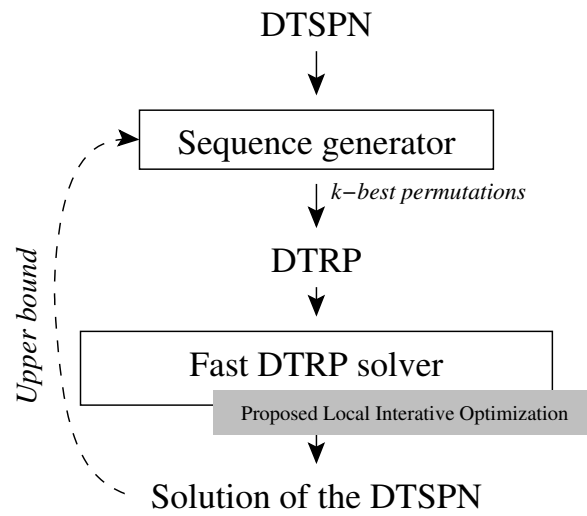 DTSPN
Sequence generator
k−best permutations
DTRP
Upper bound
Fast DTRP solver
Proposed Local Interative Optimization
Solution of the DTSPN